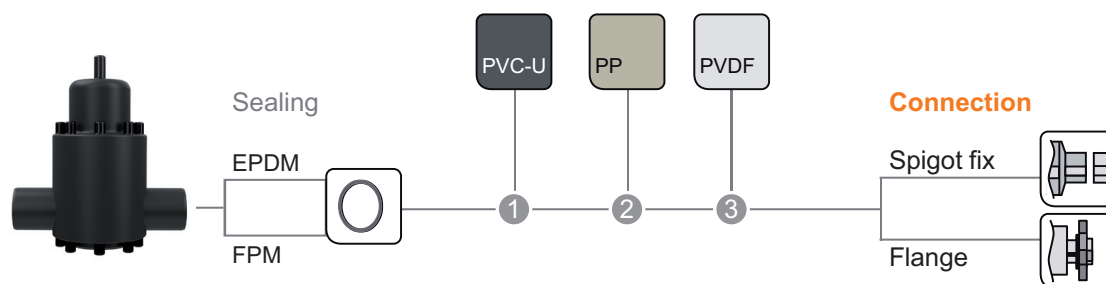 PVC-U
PP
PVDF
Sealing
Connection
EPDM
Spigot fix
1
2
3
FPM
Flange